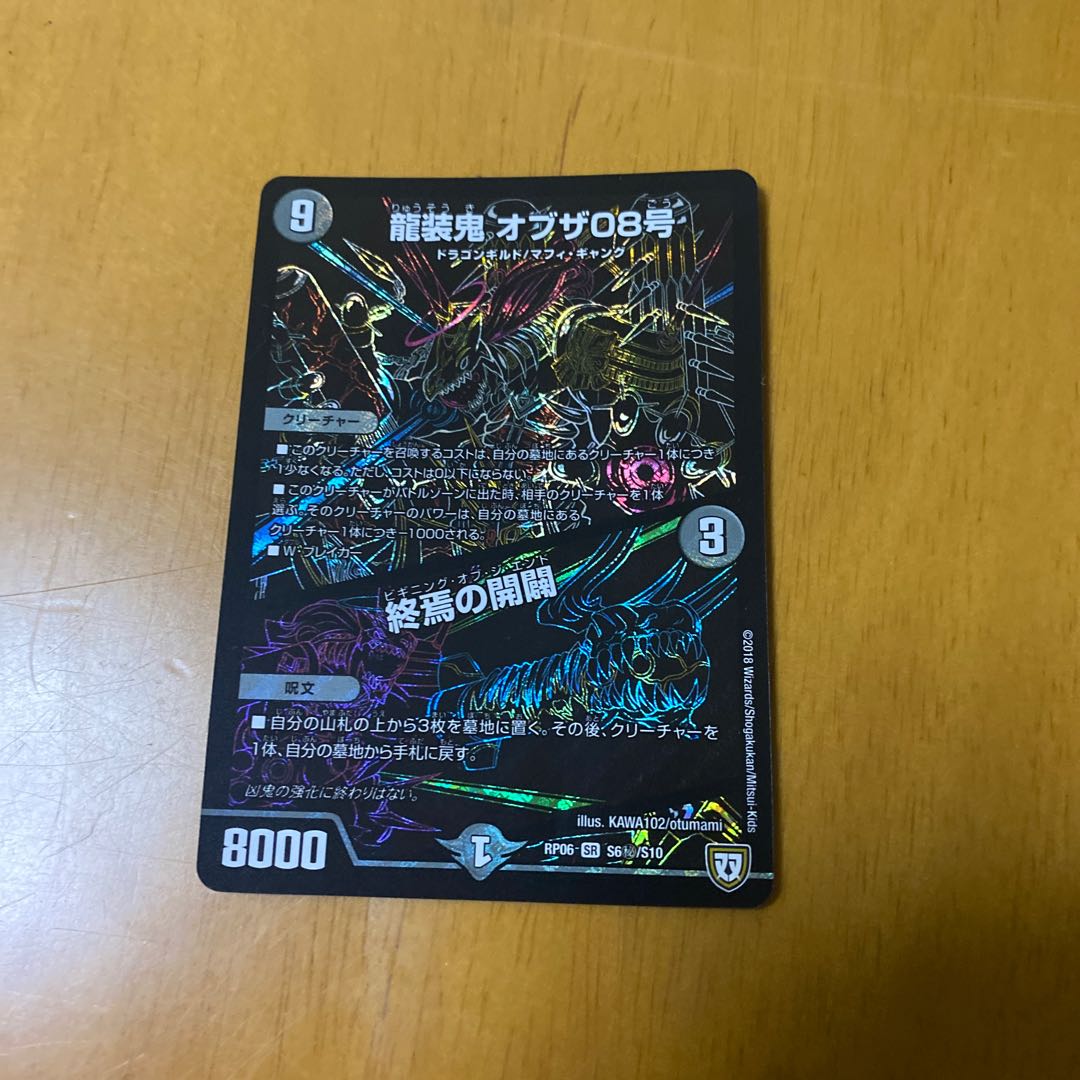 9
龍装鬼 オブザ08号
りゅうそうき ごう
ドラゴンギルド/マフィ・ギャング
クリーチャー
■このクリーチャーを召喚するコストは、自分の墓地にあるクリーチャー1体につき
1少なくなる。ただし、コストは0以下にならない。
■このクリーチャーがバトルゾーンに出た時、相手のクリーチャーを1体
選ぶ。そのクリーチャーのパワーは、自分の墓地にある
クリーチャー1体につき−1000される。
■W・ブレイカー
3
ビギニング・オブ・ジ・エンド
終焉の開闢
呪文
■自分の山札の上から3枚を墓地に置く。その後、クリーチャーを
1体、自分の墓地から手札に戻す。
凶鬼の強化に終わりはない。
©2018 Wizards/Shogakukan/Mitsui-Kids
illus. KAWA102/otumami
8000
1
RP06- SR S6㊙/S10